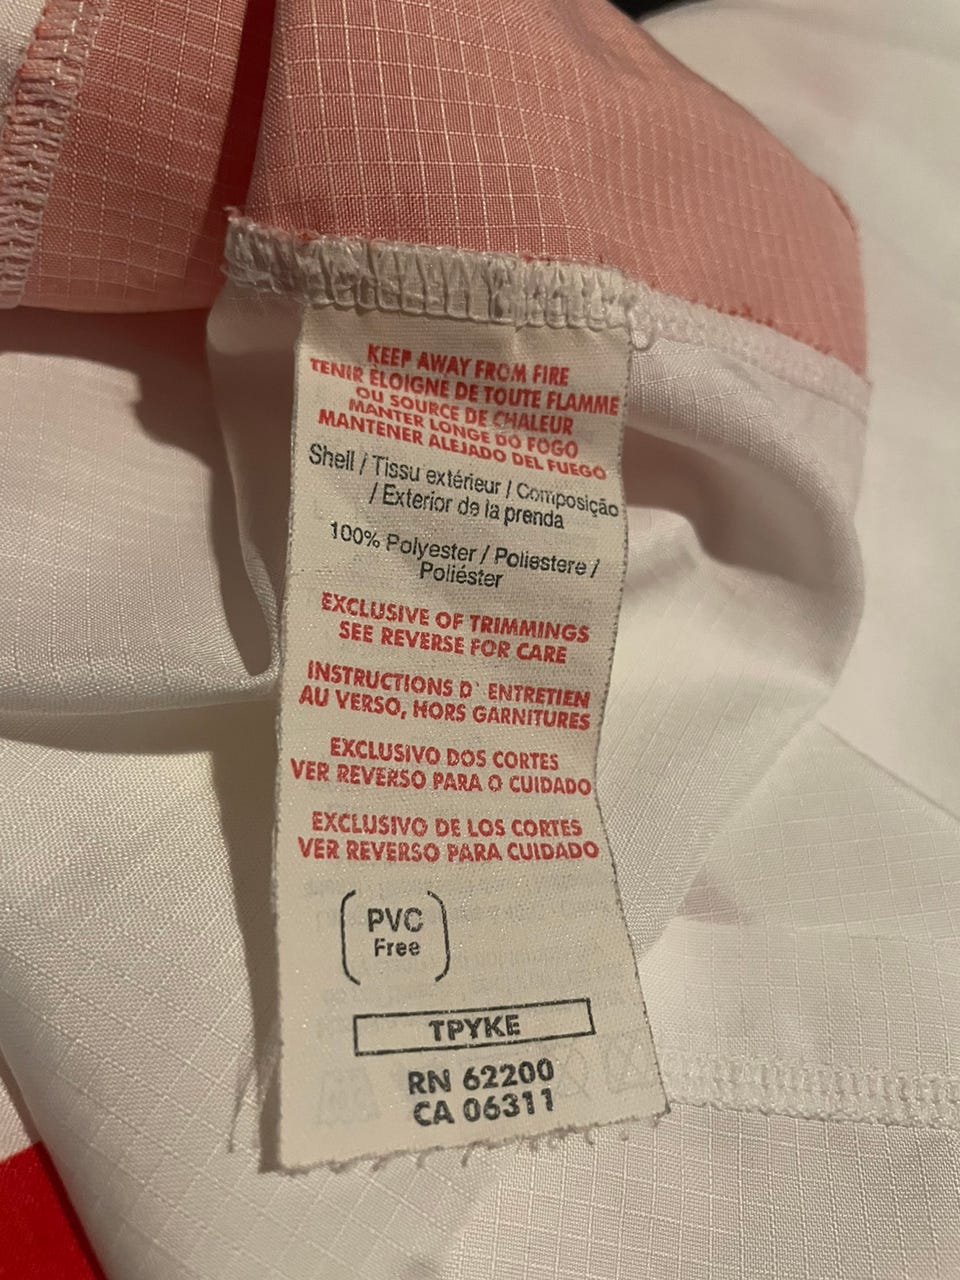 KEEP AWAY FROM FIRE
TENIR ÉLOIGNÉ DE TOUTE FLAMME
OU SOURCE DE CHALEUR
MANTER LONGE DO FOGO
MANTENER ALEJADO DEL FUEGO
Shell / Tissu extérieur / Composição
/ Exterior de la prenda
100% Polyester / Poliestere /
Poliéster
EXCLUSIVE OF TRIMMINGS
SEE REVERSE FOR CARE
INSTRUCTIONS D' ENTRETIEN
AU VERSO, HORS GARNITURES
EXCLUSIVO DOS CORTES
VER REVERSO PARA O CUIDADO
EXCLUSIVO DE LOS CORTES
VER REVERSO PARA CUIDADO
PVC
Free
TPYKE
RN 62200
CA 06311